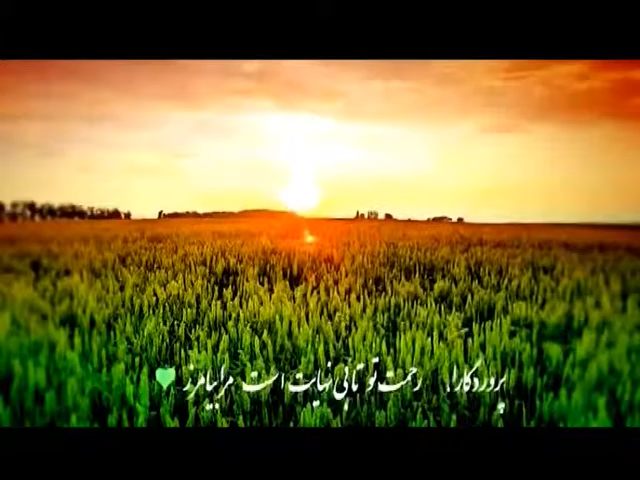 پروردگارا! رحمت تو تا بی نهایت است مرا بیامرز